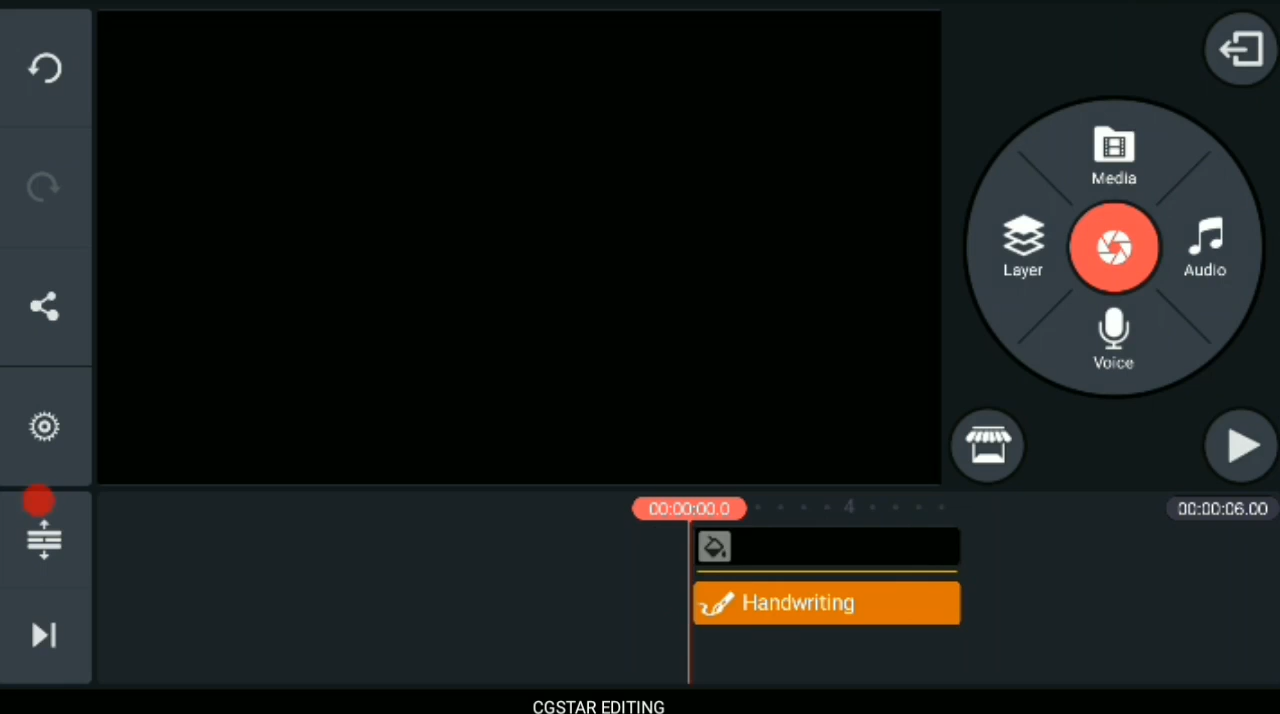 Media
Layer
Audio
Voice
00:00:00.0
4
00:00:06.00
Handwriting
CGSTAR EDITING